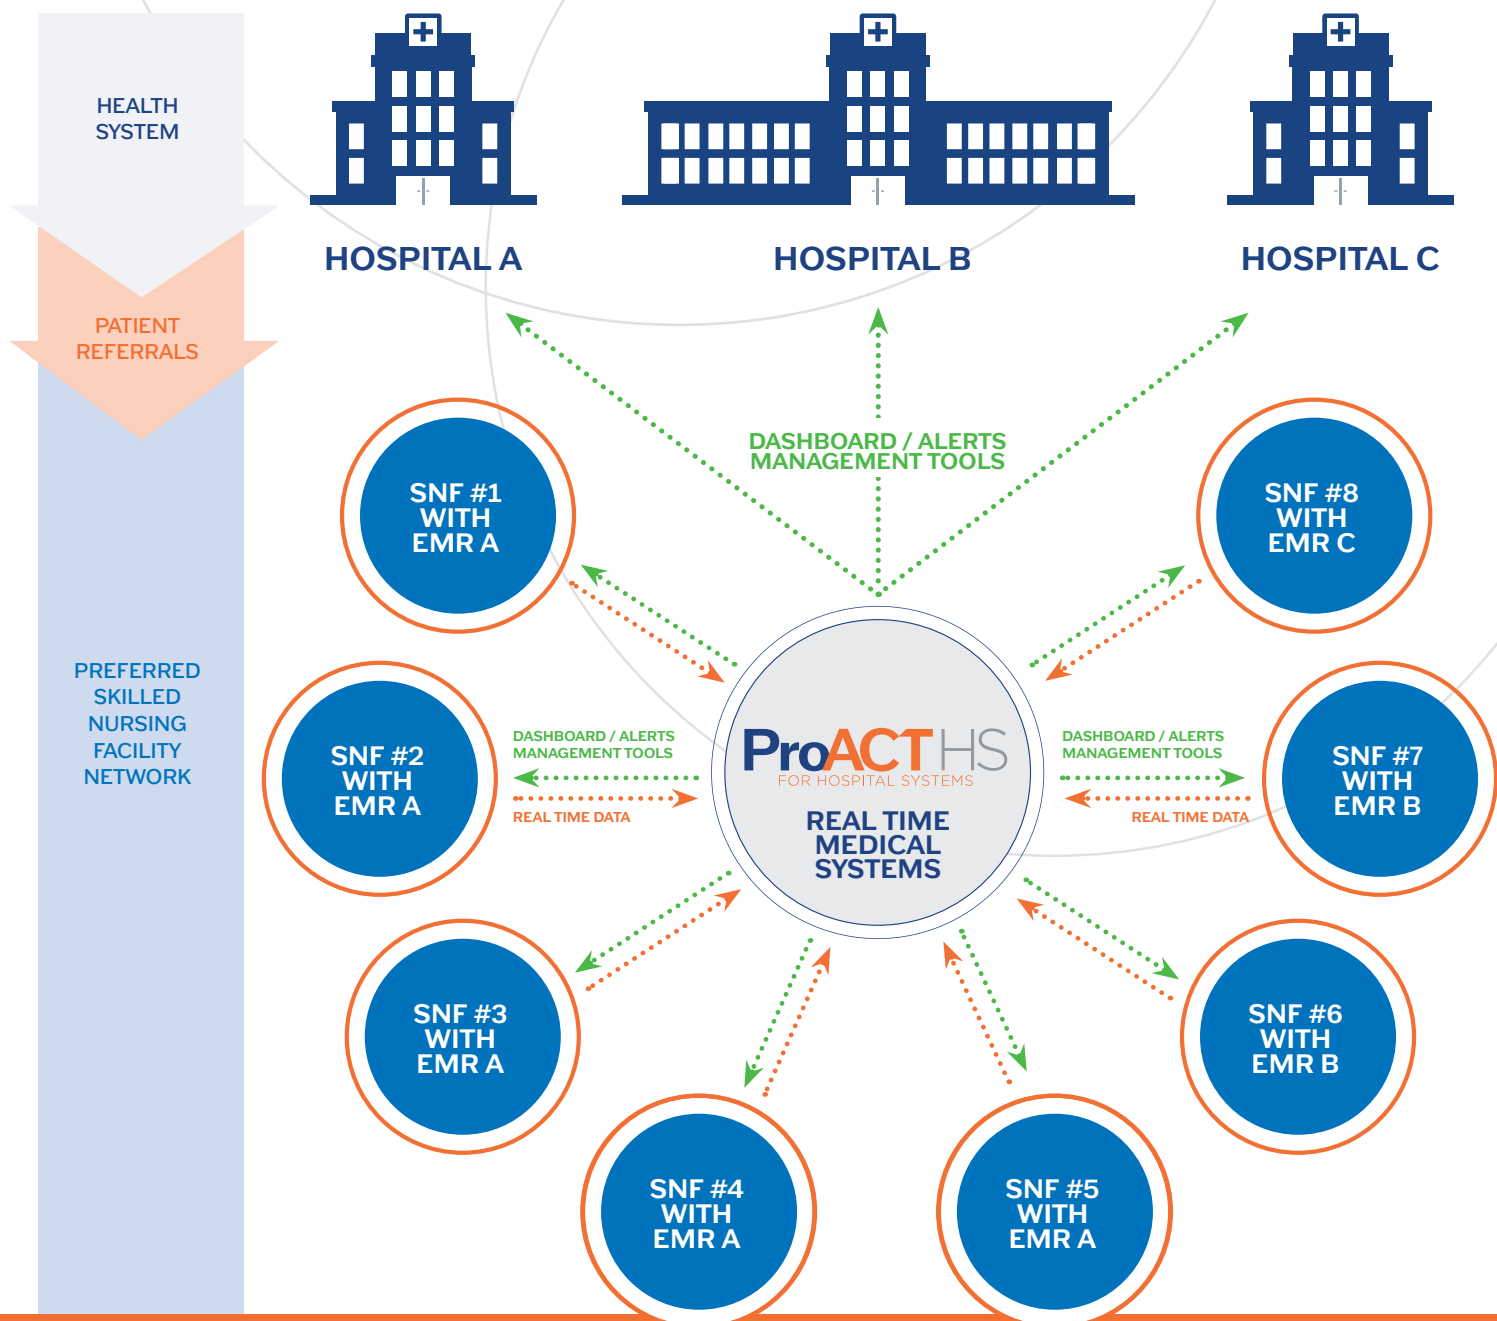 HEALTH
SYSTEM
HOSPITAL A
HOSPITAL B
HOSPITAL C
PATIENT
REFERRALS
DASHBOARD / ALERTS
MANAGEMENT TOOLS
SNF #1
WITH
EMR A
SNF #8
WITH
EMR C
PREFERRED
SKILLED
NURSING
FACILITY
NETWORK
SNF #2
WITH
EMR A
DASHBOARD / ALERTS
MANAGEMENT TOOLS
REAL TIME DATA
ProACT HS
FOR HOSPITAL SYSTEMS
REAL TIME
MEDICAL
SYSTEMS
DASHBOARD / ALERTS
MANAGEMENT TOOLS
REAL TIME DATA
SNF #7
WITH
EMR B
SNF #3
WITH
EMR A
SNF #6
WITH
EMR B
SNF #4
WITH
EMR A
SNF #5
WITH
EMR A